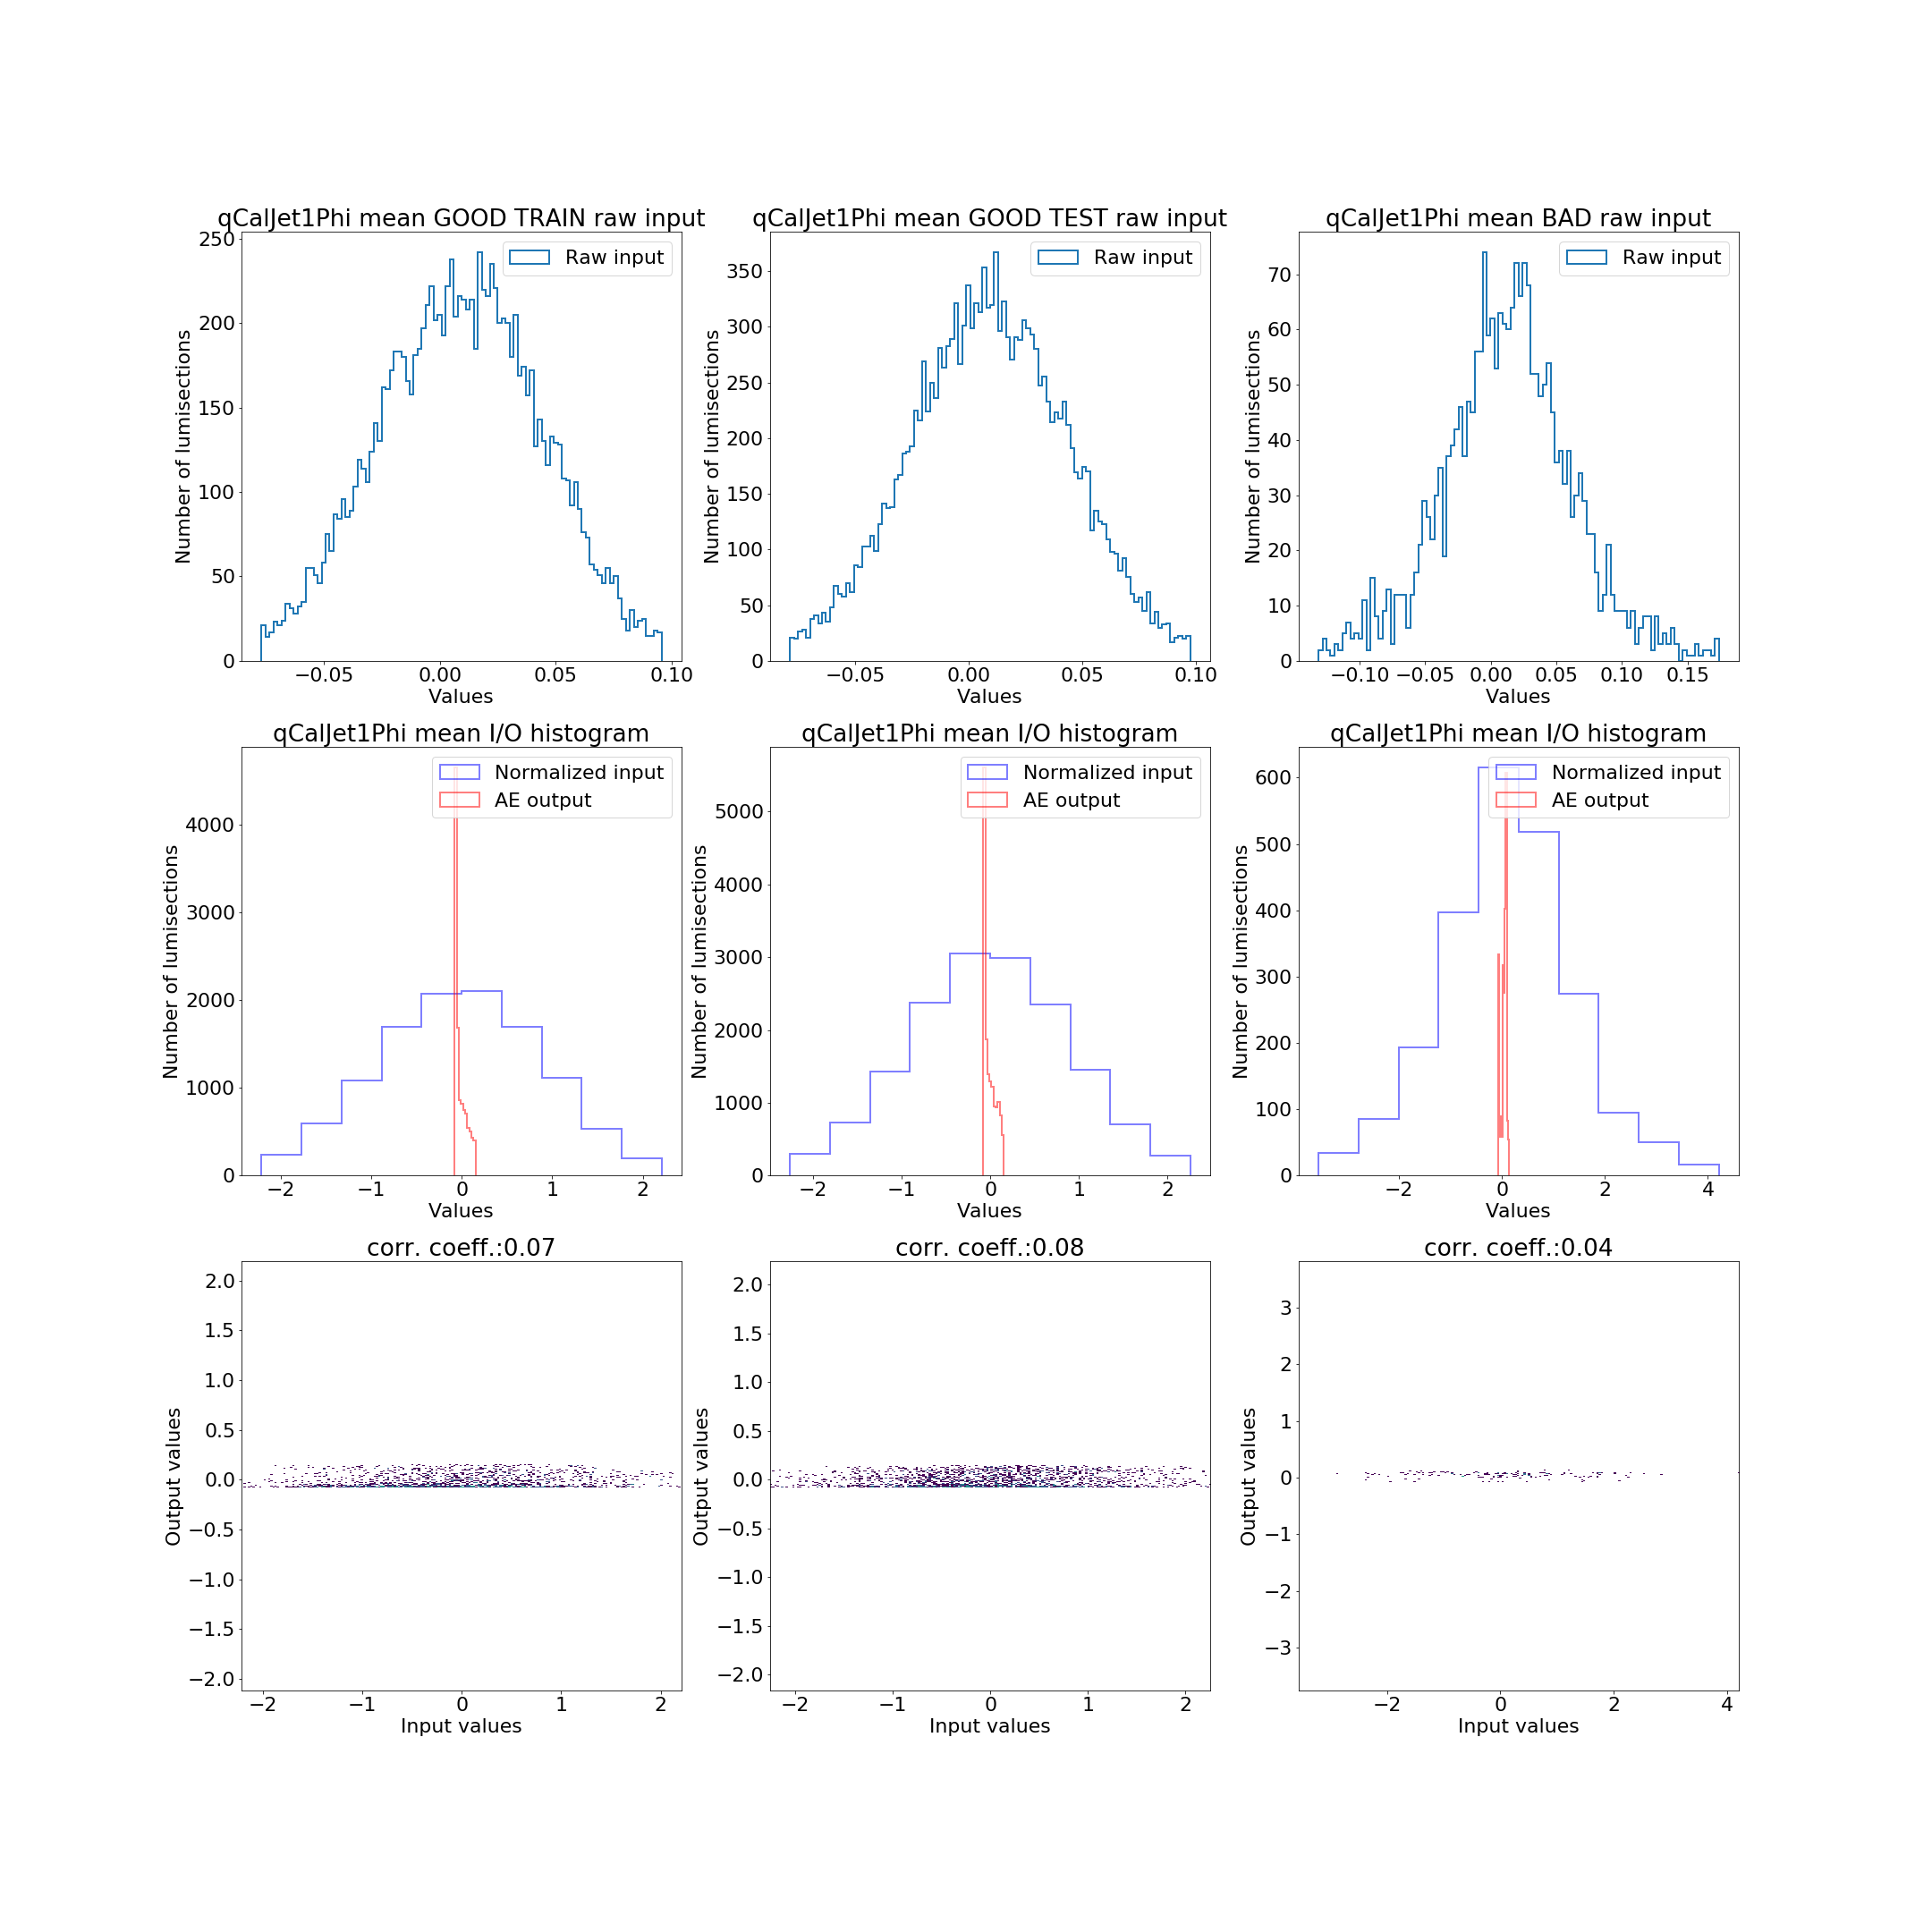 qCalJet1Phi mean GOOD TRAIN raw input
qCalJet1Phi mean GOOD TEST raw input
qCalJet1Phi mean BAD raw input
Raw input
Raw input
Raw input
Number of lumisections
250
200
150
100
50
0
−0.05
0.00
0.05
0.10
Values
Number of lumisections
350
300
250
200
150
100
50
0
−0.05
0.00
0.05
0.10
Values
Number of lumisections
70
60
50
40
30
20
10
0
−0.10
−0.05
0.00
0.05
0.10
0.15
Values
qCalJet1Phi mean I/O histogram
qCalJet1Phi mean I/O histogram
qCalJet1Phi mean I/O histogram
Normalized input
AE output
Normalized input
AE output
Normalized input
AE output
Number of lumisections
4000
3000
2000
1000
0
−2
−1
0
1
2
Values
Number of lumisections
5000
4000
3000
2000
1000
0
−2
−1
0
1
2
Values
Number of lumisections
600
500
400
300
200
100
0
−2
0
2
4
Values
corr. coeff.:0.07
corr. coeff.:0.08
corr. coeff.:0.04
Output values
2.0
1.5
1.0
0.5
0.0
−0.5
−1.0
−1.5
−2.0
−2
−1
0
1
2
Input values
Output values
2.0
1.5
1.0
0.5
0.0
−0.5
−1.0
−1.5
−2.0
−2
−1
0
1
2
Input values
Output values
3
2
1
0
−1
−2
−3
−2
0
2
4
Input values